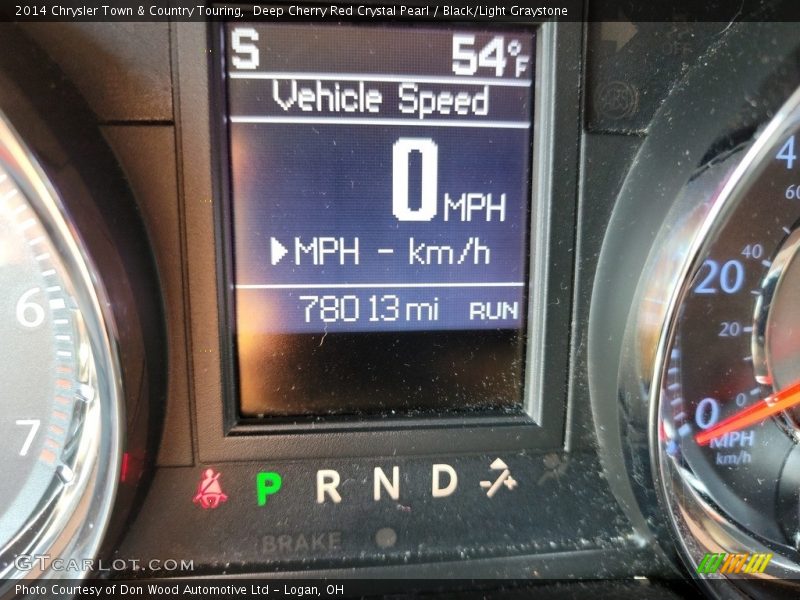 2014 Chrysler Town & Country Touring,  Deep Cherry Red Crystal Pearl / Black/Light Graystone
S 54°F
Vehicle Speed
0 MPH
▶MPH - km/h
78013 mi RUN
P R N D
BRAKE
6
7
4
60
40
20
20
0
0
MPH
km/h
GTCARLOT.COM
Photo Courtesy of Don Wood Automotive Ltd - Logan, OH